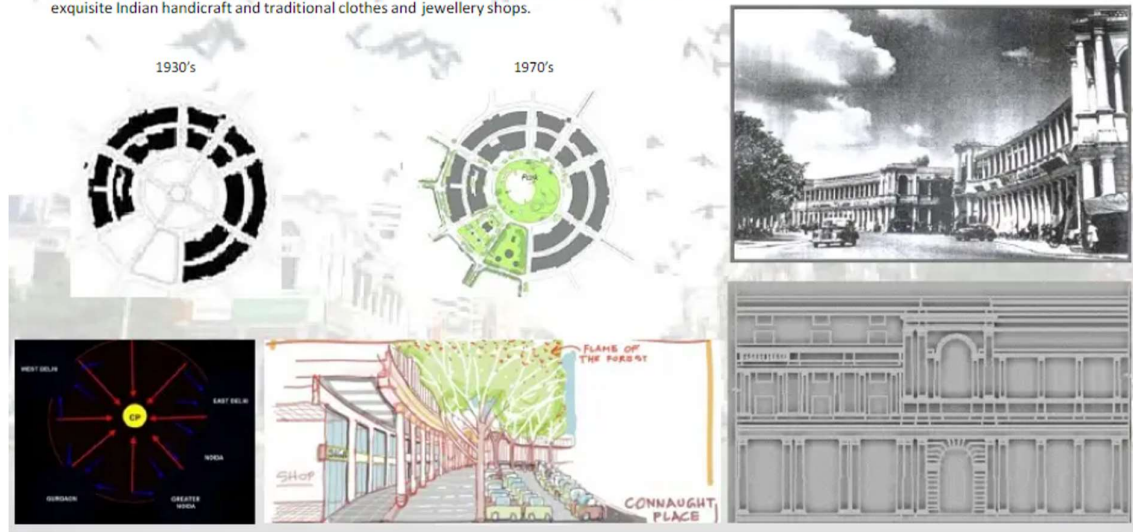 exquisite Indian handicraft and traditional clothes and jewellery shops.
1930's
1970's
Park
WEST DELHI
EAST DELHI
CP
NOIDA
GURGAON
GREATER
NOIDA
FLAME OF
THE FOREST
SHOP
CONNAUGHT
PLACE